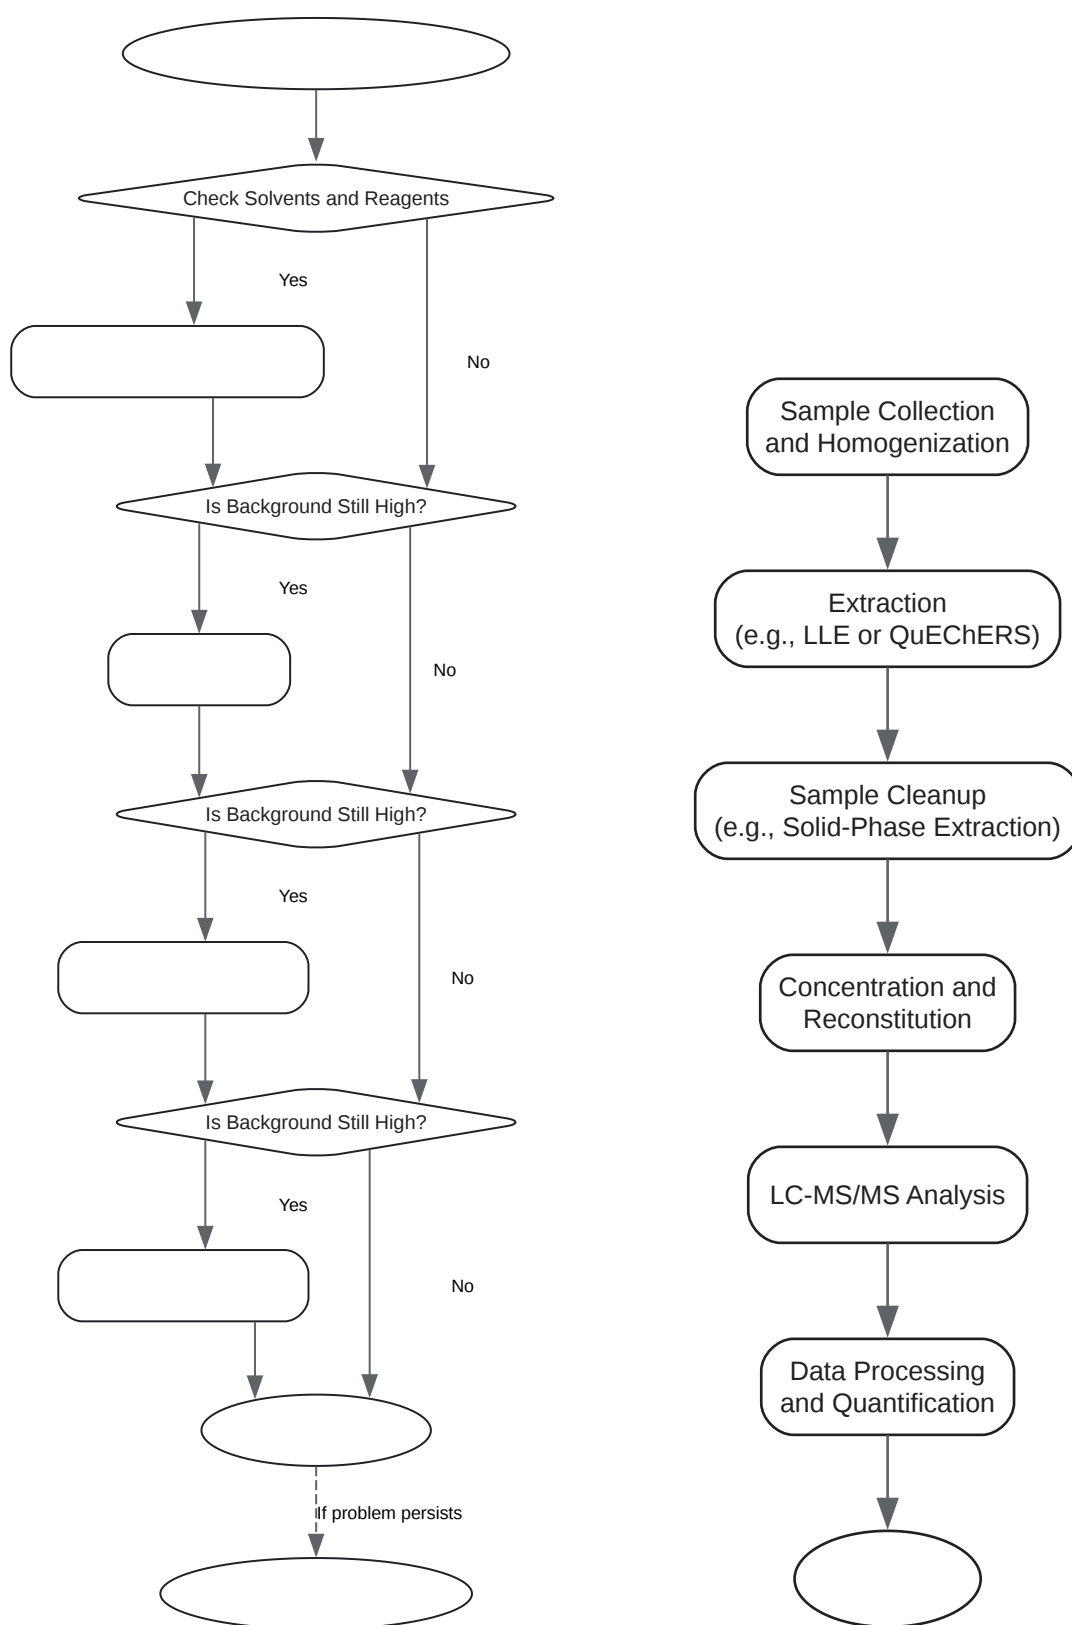 Check Solvents and Reagents
Yes
No
Is Background Still High?
Yes
No
Is Background Still High?
Yes
No
Is Background Still High?
Yes
No
If problem persists
Sample Collection
and Homogenization
Extraction
(e.g., LLE or QuEChERS)
Sample Cleanup
(e.g., Solid-Phase Extraction)
Concentration and
Reconstitution
LC-MS/MS Analysis
Data Processing
and Quantification